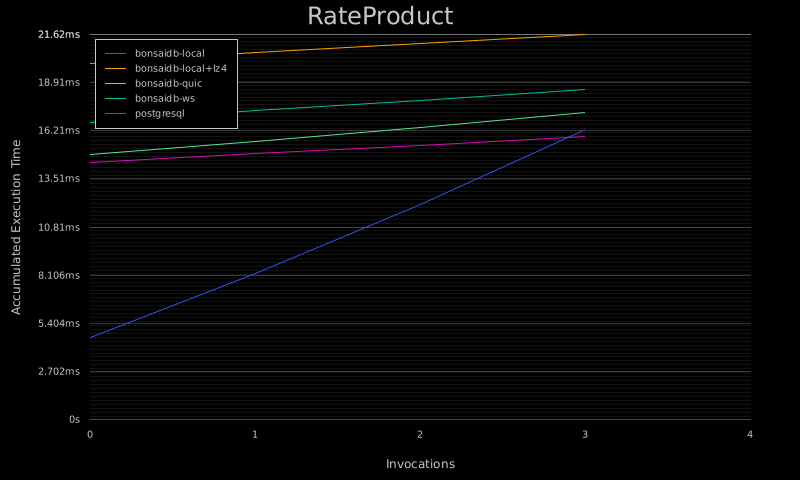 RateProduct
21.62ms
18.91ms
16.21ms
13.51ms
10.81ms
8.106ms
5.404ms
2.702ms
0s
bonsaidb-local
bonsaidb-local+lz4
bonsaidb-quic
bonsaidb-ws
postgresql
Accumulated Execution Time
0 1 2 3 4
Invocations